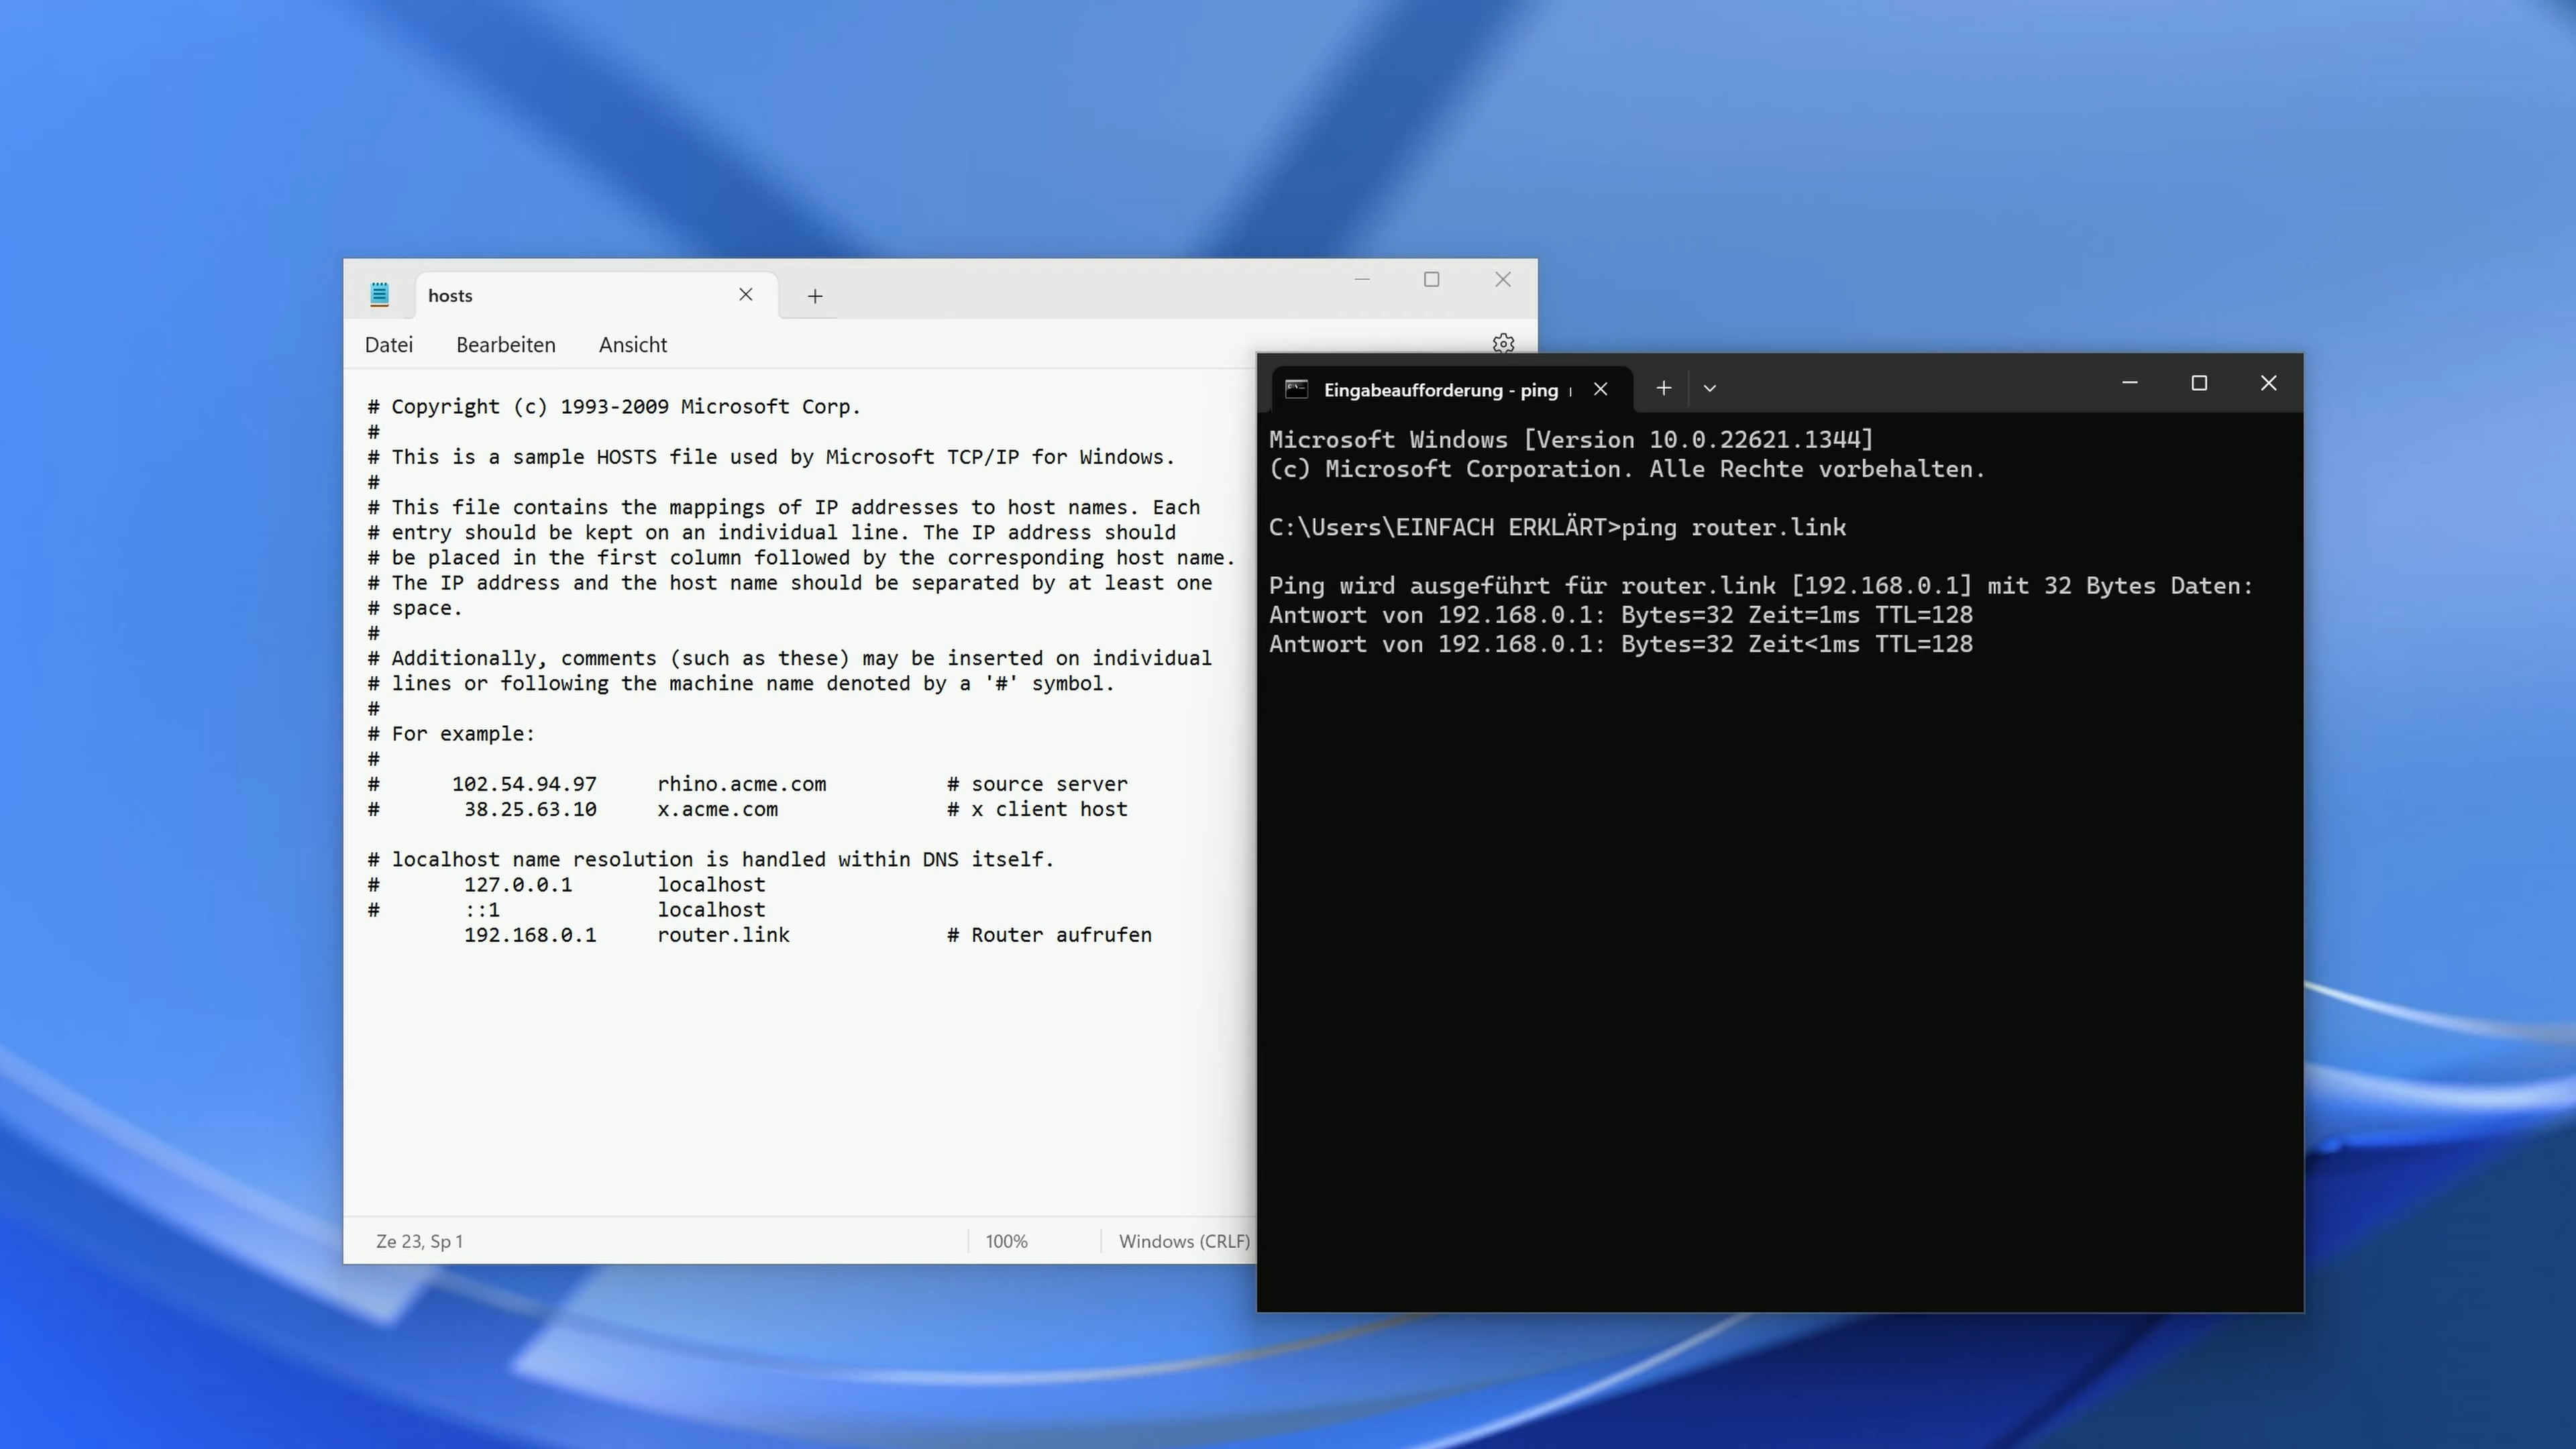 hosts
Datei Bearbeiten Ansicht
# Copyright (c) 1993-2009 Microsoft Corp.
#
# This is a sample HOSTS file used by Microsoft TCP/IP for Windows.
#
# This file contains the mappings of IP addresses to host names. Each
# entry should be kept on an individual line. The IP address should
# be placed in the first column followed by the corresponding host name.
# The IP address and the host name should be separated by at least one
# space.
#
# Additionally, comments (such as these) may be inserted on individual
# lines or following the machine name denoted by a '#' symbol.
#
# For example:
#
#      102.54.94.97     rhino.acme.com          # source server
#       38.25.63.10     x.acme.com              # x client host
# localhost name resolution is handled within DNS itself.
#       127.0.0.1       localhost
#       ::1             localhost
        192.168.0.1     router.link             # Router aufrufen
Ze 23, Sp 1 100% Windows (CRLF)
Eingabeaufforderung - ping
Microsoft Windows [Version 10.0.22621.1344]
(c) Microsoft Corporation. Alle Rechte vorbehalten.
C:\Users\EINFACH ERKLÄRT>ping router.link
Ping wird ausgeführt für router.link [192.168.0.1] mit 32 Bytes Daten:
Antwort von 192.168.0.1: Bytes=32 Zeit=1ms TTL=128
Antwort von 192.168.0.1: Bytes=32 Zeit<1ms TTL=128